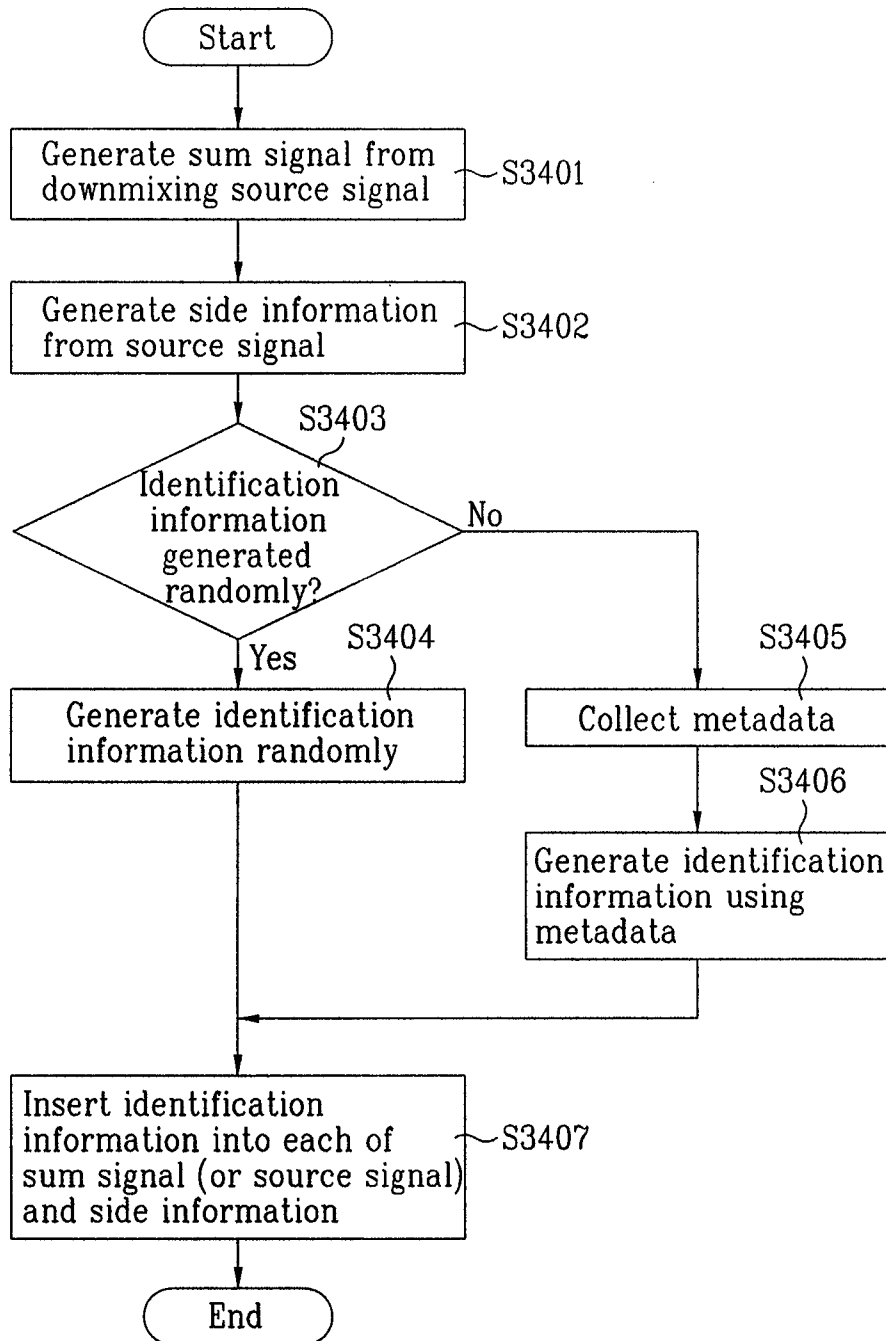 Start
Generate sum signal from
downmixing source signal
S3401
Generate side information
from source signal
S3402
S3403
Identification
information
generated
randomly?
No
Yes
S3404
Generate identification
information randomly
S3405
Collect metadata
S3406
Generate identification
information using
metadata
Insert identification
information into each of
sum signal (or source signal)
and side information
S3407
End